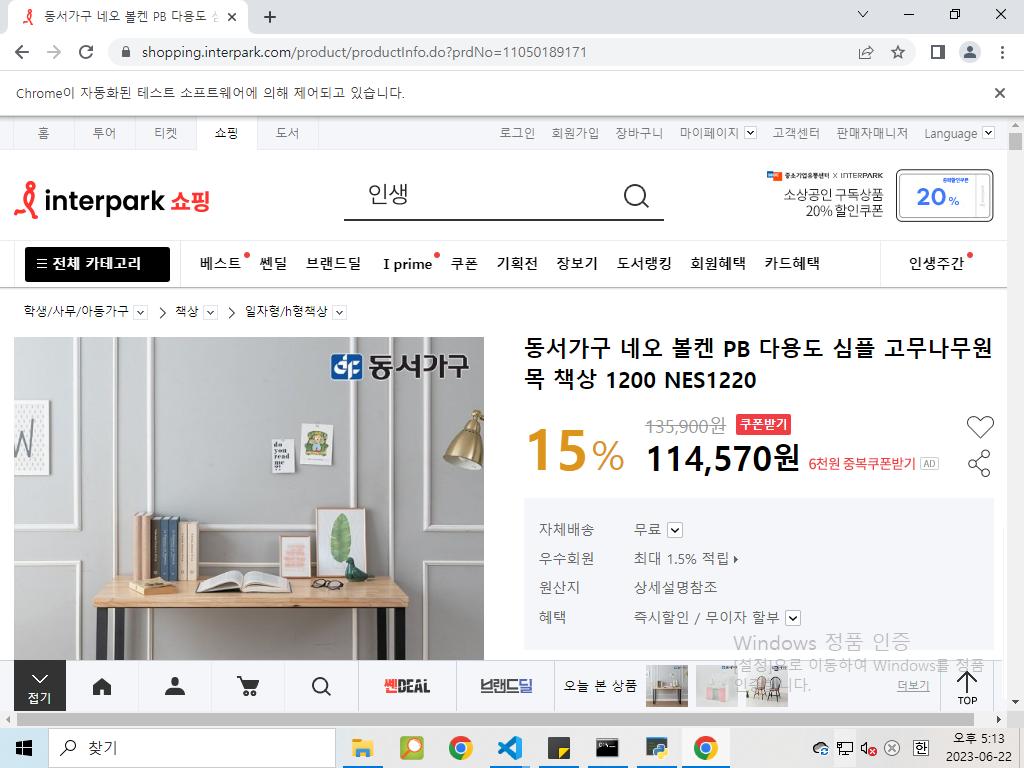 동서가구 네오 볼켄 PB 다용도 심
shopping.interpark.com/product/productInfo.do?prdNo=11050189171
Chrome이 자동화된 테스트 소프트웨어에 의해 제어되고 있습니다.
홈 투어 티켓 쇼핑 도서 로그인 회원가입 장바구니 마이페이지 고객센터 판매자매니저 Language
interpark 쇼핑
인생
중소기업유통센터 X INTERPARK
소상공인 구독상품
20% 할인쿠폰
중복할인쿠폰
20%
전체 카테고리 베스트 쎈딜 브랜드딜 I prime 쿠폰 기획전 장보기 도서랭킹 회원혜택 카드혜택 인생주간
학생/사무/아동가구 > 책상 > 일자형/h형책상
동서가구
W
do
you
read
me
동서가구 네오 볼켄 PB 다용도 심플 고무나무원
목 책상 1200 NES1220
15%
135,900원 쿠폰받기
114,570원 6천원 중복쿠폰받기 AD
자체배송 무료
우수회원 최대 1.5% 적립
원산지 상세설명참조
혜택 즉시할인 / 무이자 할부
Windows 정품 인증
[설정]으로 이동하여 Windows를 정품
인증합니다.
접기
쎈DEAL
브랜드딜
오늘 본 상품
더보기
TOP
찾기
한
오후 5:13
2023-06-22